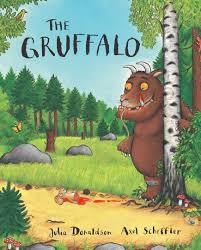 THE
GRUFFALO
Julia Donaldson Axel Scheffler